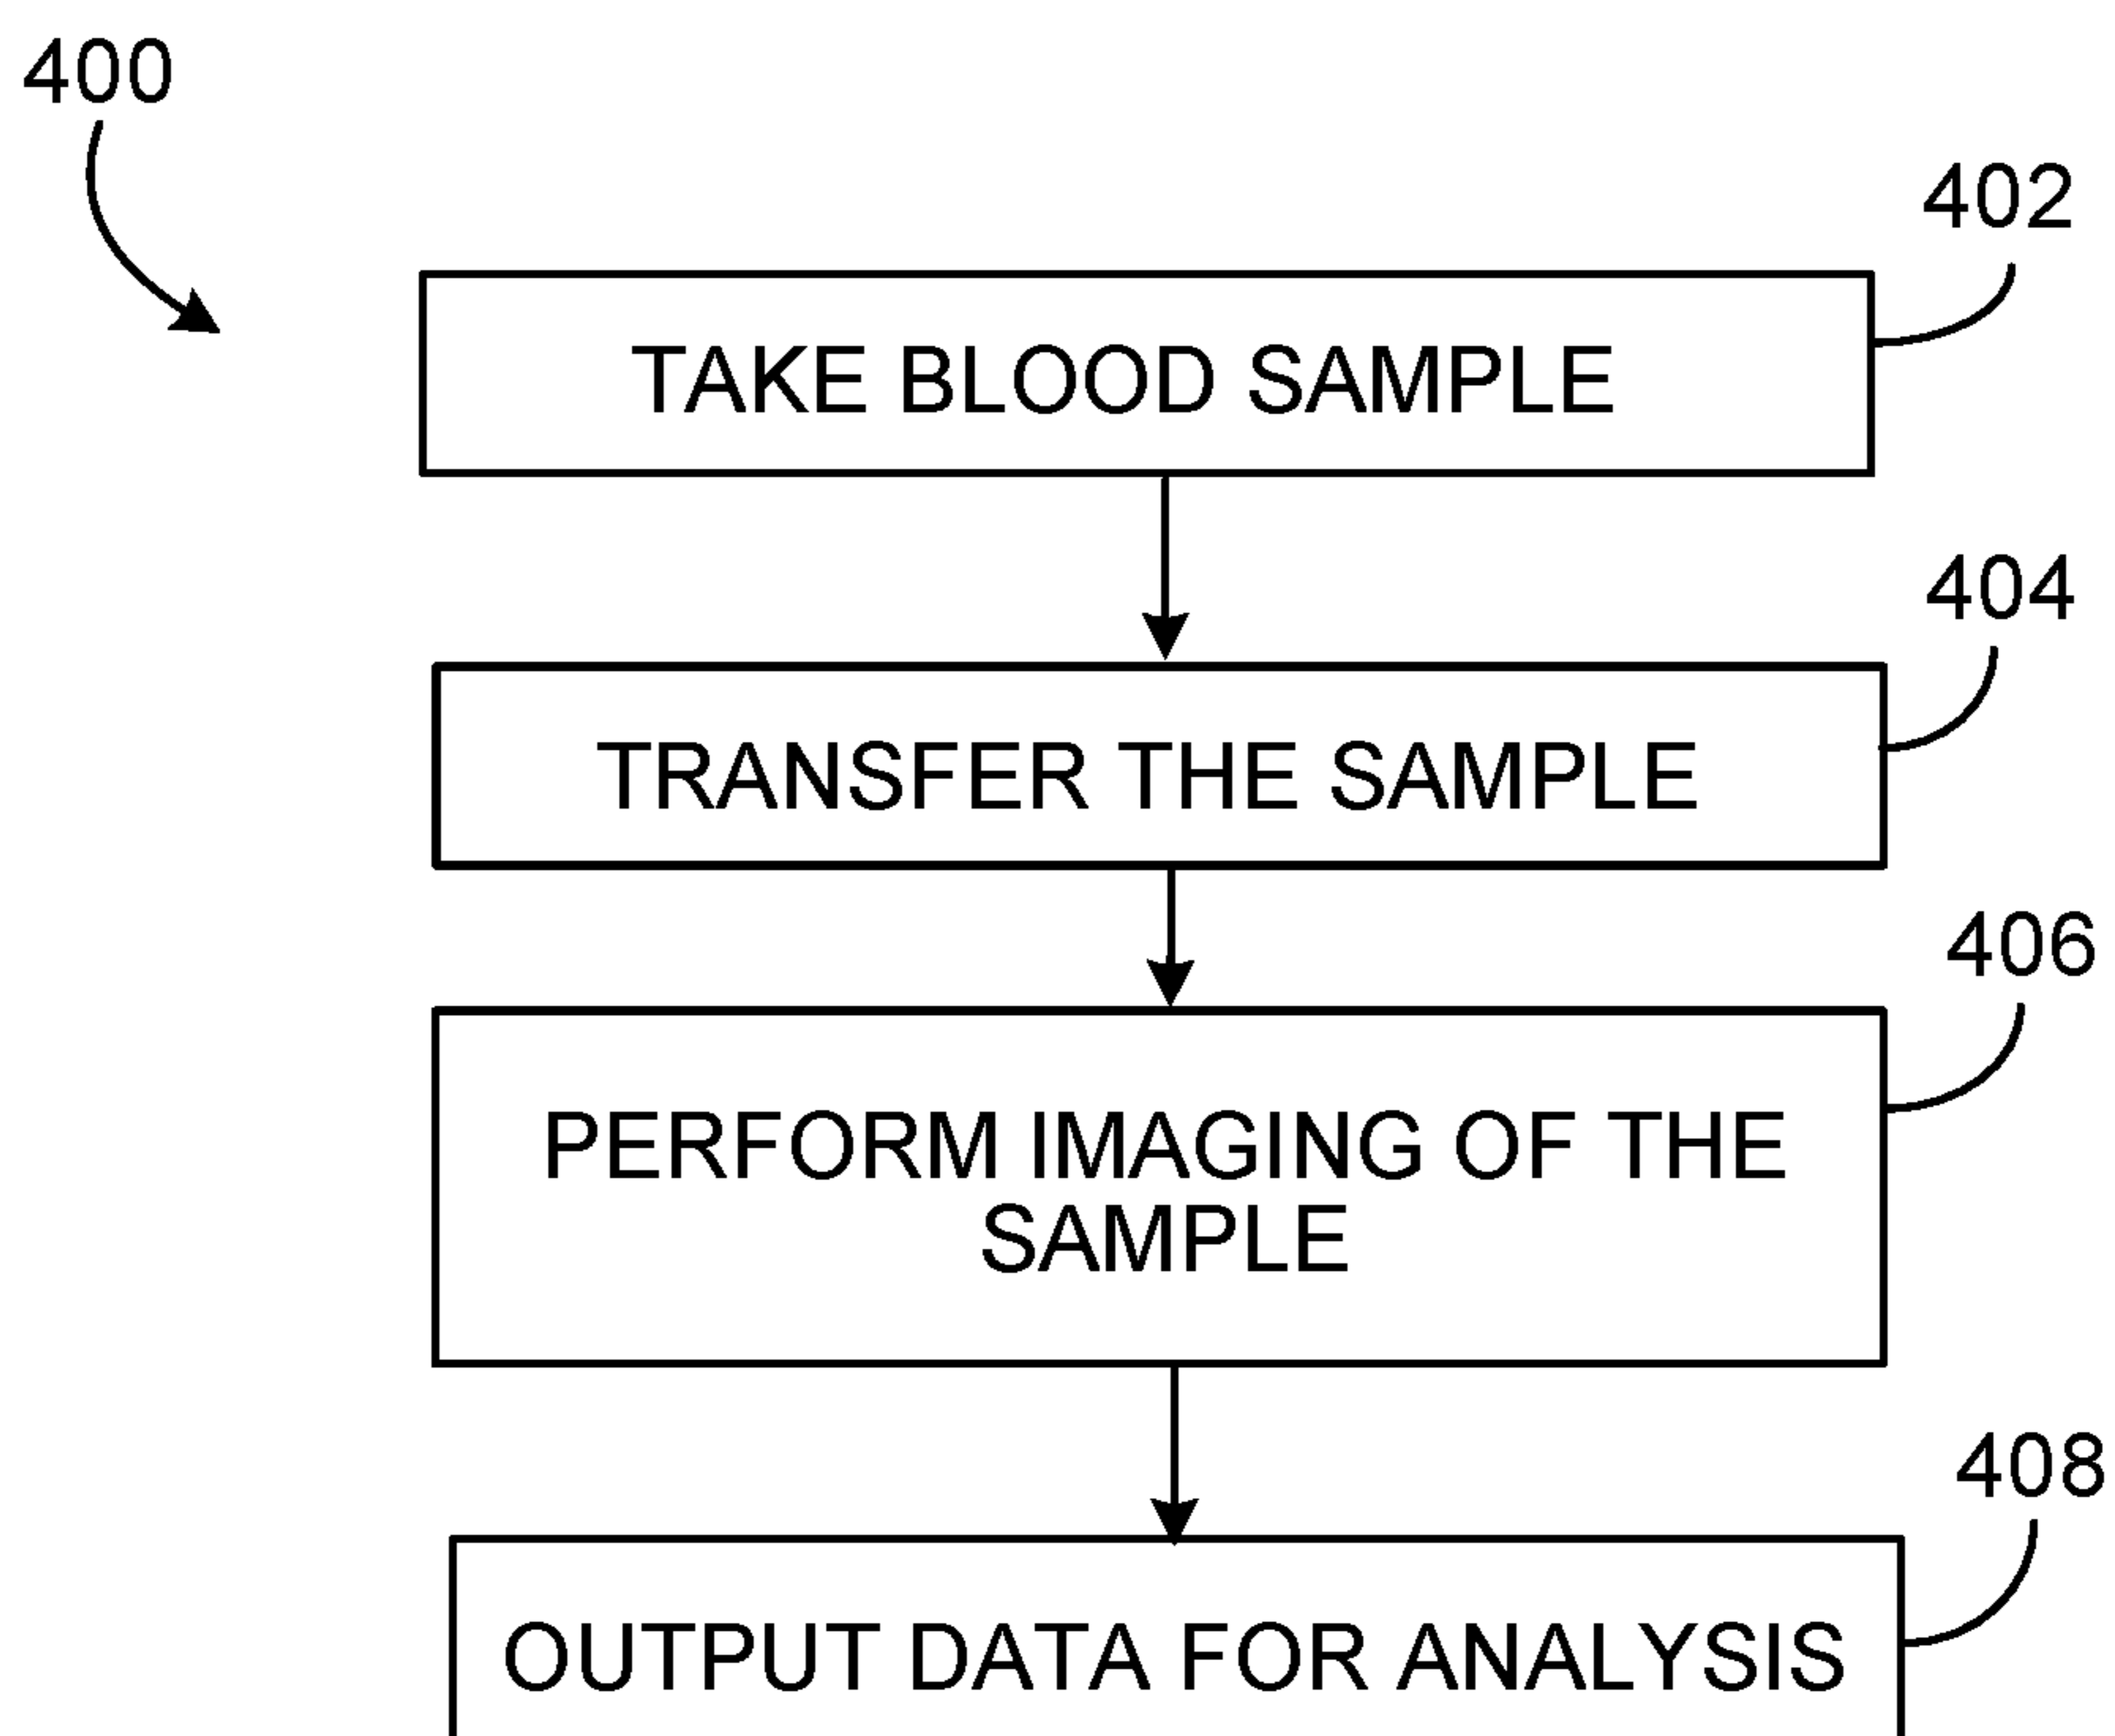 400
402
TAKE BLOOD SAMPLE
404
TRANSFER THE SAMPLE
406
PERFORM IMAGING OF THE
SAMPLE
408
OUTPUT DATA FOR ANALYSIS